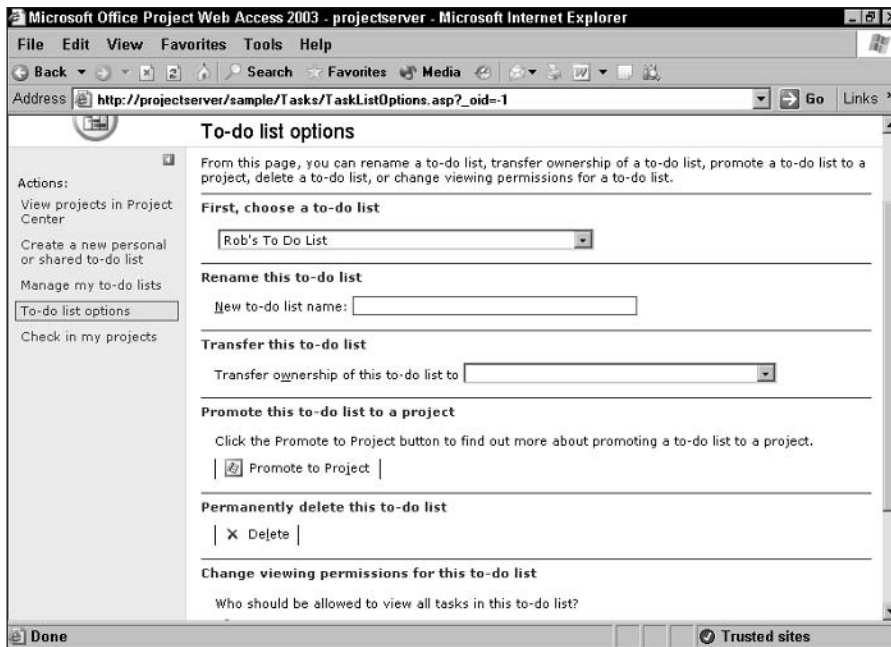 Microsoft Office Project Web Access 2003 - projectserver - Microsoft Internet Explorer
File Edit View Favorites Tools Help
Back Search Favorites Media
Address http://projectserver/sample/Tasks/TaskListOptions.asp?_oid=-1 Go Links
To-do list options
From this page, you can rename a to-do list, transfer ownership of a to-do list, promote a to-do list to a
project, delete a to-do list, or change viewing permissions for a to-do list.
Actions:
View projects in Project
Center
Create a new personal
or shared to-do list
Manage my to-do lists
To-do list options
Check in my projects
First, choose a to-do list
Rob's To Do List
Rename this to-do list
New to-do list name:
Transfer this to-do list
Transfer ownership of this to-do list to
Promote this to-do list to a project
Click the Promote to Project button to find out more about promoting a to-do list to a project.
Promote to Project
Permanently delete this to-do list
Delete
Change viewing permissions for this to-do list
Who should be allowed to view all tasks in this to-do list?
Done
Trusted sites